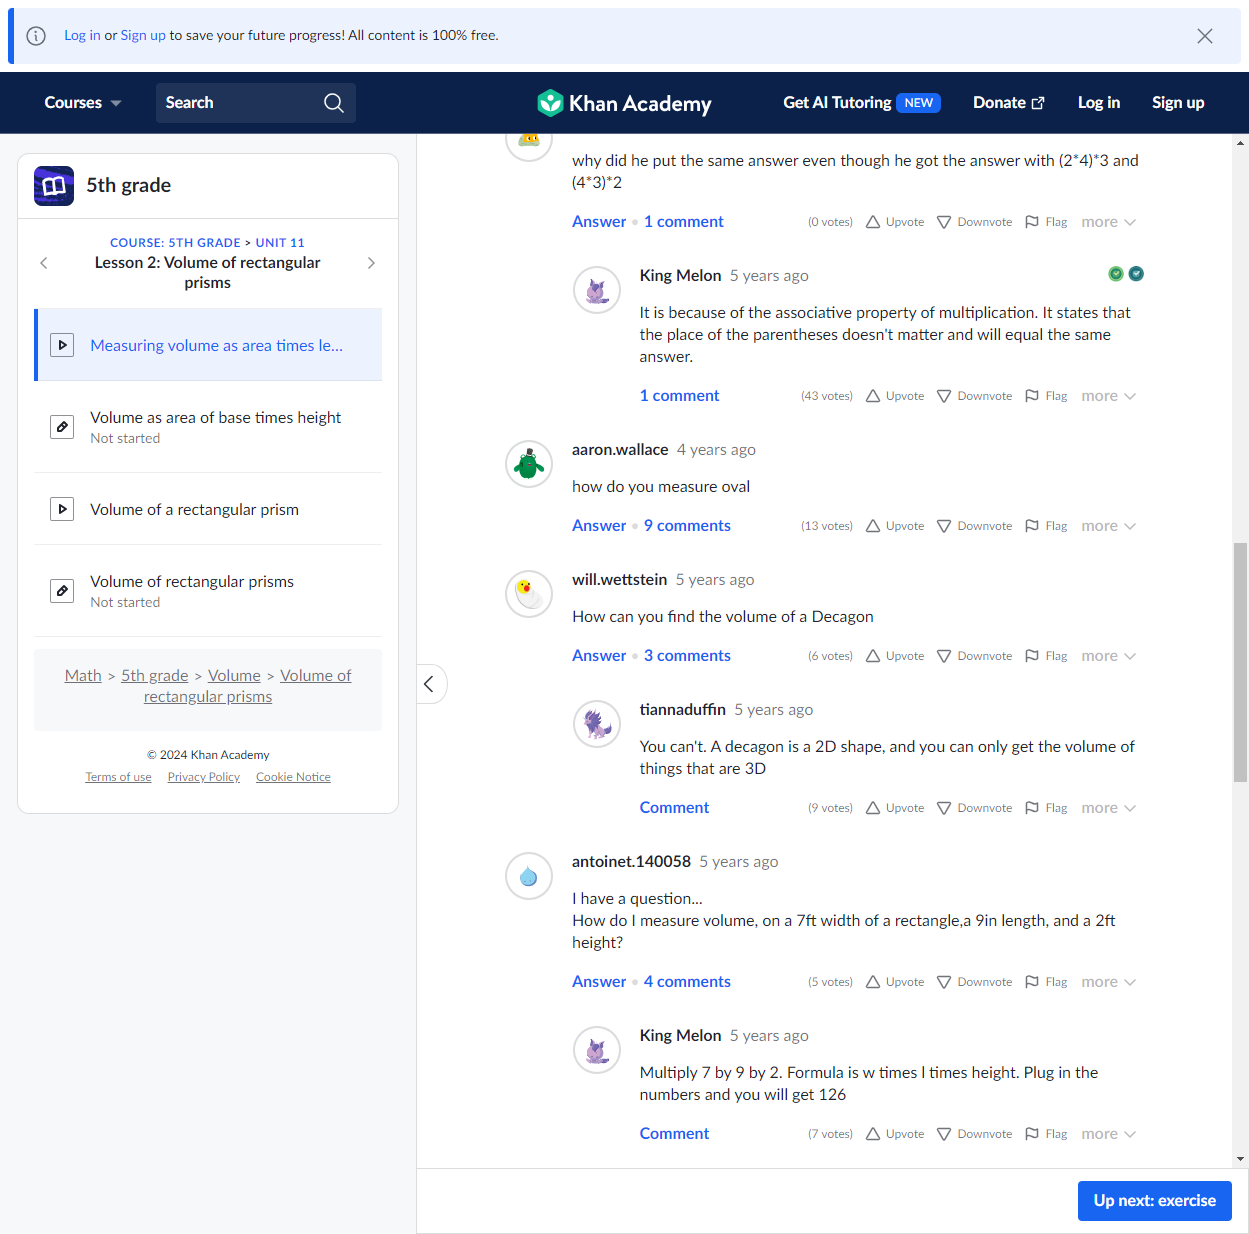 Log in or Sign up to save your future progress! All content is 100% free.
Courses
Search
Khan Academy
Get AI Tutoring NEW
Donate
Log in
Sign up
5th grade
COURSE: 5TH GRADE > UNIT 11
Lesson 2: Volume of rectangular
prisms
Measuring volume as area times le...
Volume as area of base times height
Not started
Volume of a rectangular prism
Volume of rectangular prisms
Not started
Math > 5th grade > Volume > Volume of
rectangular prisms
© 2024 Khan Academy
Terms of use Privacy Policy Cookie Notice
why did he put the same answer even though he got the answer with (2*4)*3 and
(4*3)*2
Answer • 1 comment (0 votes) Upvote Downvote Flag more
King Melon 5 years ago
It is because of the associative property of multiplication. It states that
the place of the parentheses doesn't matter and will equal the same
answer.
1 comment (43 votes) Upvote Downvote Flag more
aaron.wallace 4 years ago
how do you measure oval
Answer • 9 comments (13 votes) Upvote Downvote Flag more
will.wettstein 5 years ago
How can you find the volume of a Decagon
Answer • 3 comments (6 votes) Upvote Downvote Flag more
tiannaduffin 5 years ago
You can't. A decagon is a 2D shape, and you can only get the volume of
things that are 3D
Comment (9 votes) Upvote Downvote Flag more
antoinet.140058 5 years ago
I have a question...
How do I measure volume, on a 7ft width of a rectangle,a 9in length, and a 2ft
height?
Answer • 4 comments (5 votes) Upvote Downvote Flag more
King Melon 5 years ago
Multiply 7 by 9 by 2. Formula is w times l times height. Plug in the
numbers and you will get 126
Comment (7 votes) Upvote Downvote Flag more
Up next: exercise